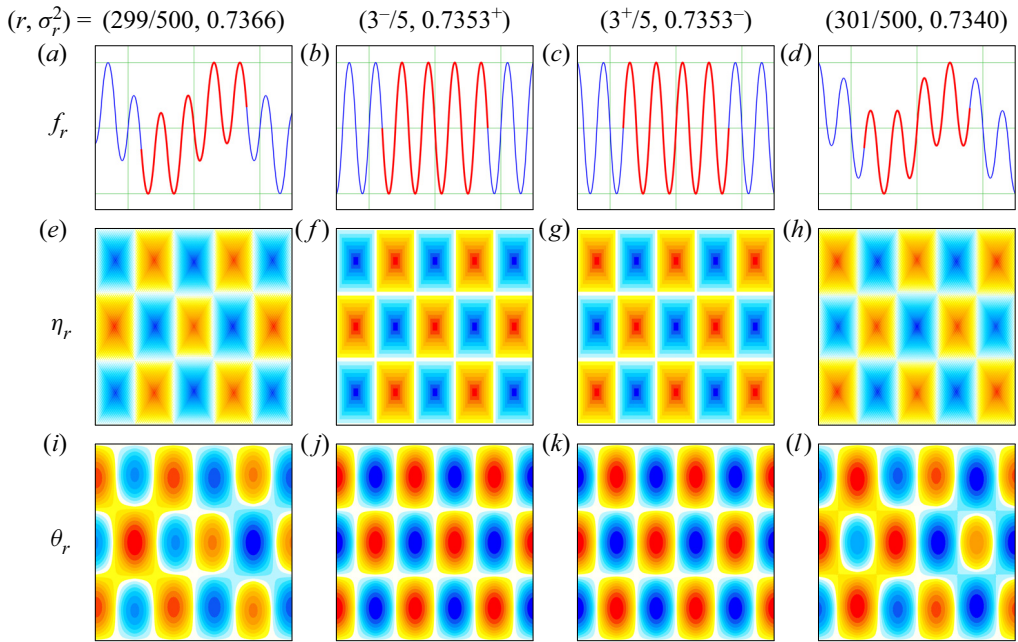 (r, σ_r^2) = (299/500, 0.7366) (3⁻/5, 0.7353⁺) (3⁺/5, 0.7353⁻) (301/500, 0.7340)
(a) (b) (c) (d)
f_r
(e) (f) (g) (h)
η_r
(i) (j) (k) (l)
θ_r